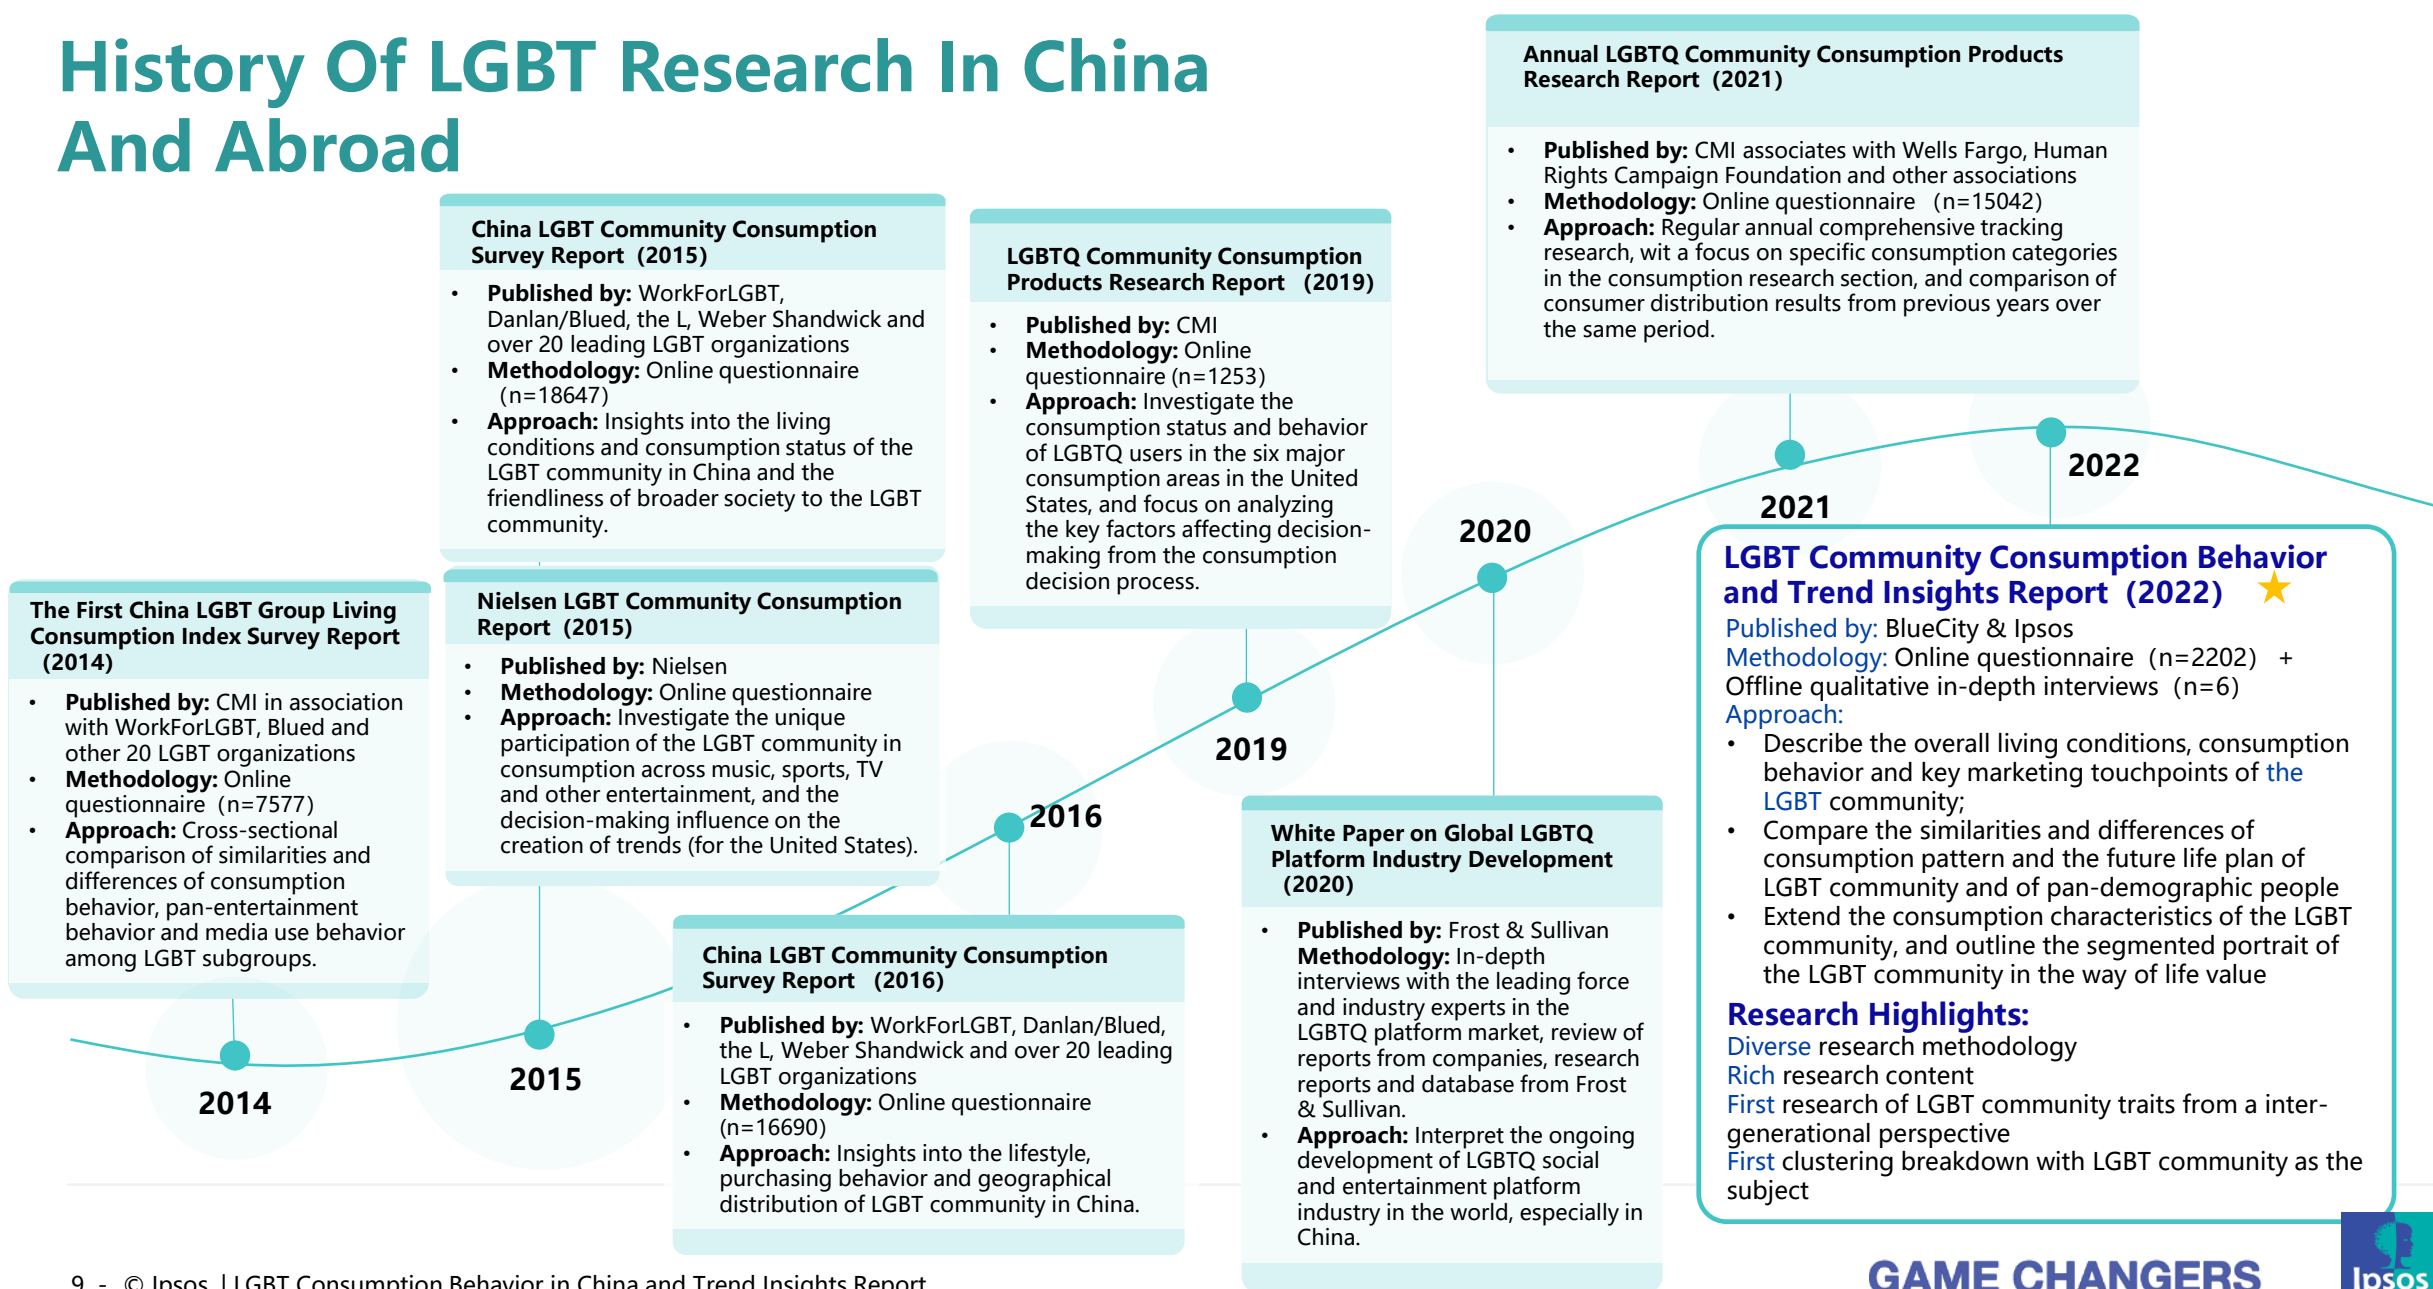 History Of LGBT Research In China
And Abroad
The First China LGBT Group Living
Consumption Index Survey Report
(2014)
• Published by: CMI in association
with WorkForLGBT, Blued and
other 20 LGBT organizations
• Methodology: Online
questionnaire (n=7577)
• Approach: Cross-sectional
comparison of similarities and
differences of consumption
behavior, pan-entertainment
behavior and media use behavior
among LGBT subgroups.
2014
China LGBT Community Consumption
Survey Report (2015)
• Published by: WorkForLGBT,
Danlan/Blued, the L, Weber Shandwick and
over 20 leading LGBT organizations
• Methodology: Online questionnaire
(n=18647)
• Approach: Insights into the living
conditions and consumption status of the
LGBT community in China and the
friendliness of broader society to the LGBT
community.
Nielsen LGBT Community Consumption
Report (2015)
• Published by: Nielsen
• Methodology: Online questionnaire
• Approach: Investigate the unique
participation of the LGBT community in
consumption across music, sports, TV
and other entertainment, and the
decision-making influence on the
creation of trends (for the United States).
2015
2016
China LGBT Community Consumption
Survey Report (2016)
• Published by: WorkForLGBT, Danlan/Blued,
the L, Weber Shandwick and over 20 leading
LGBT organizations
• Methodology: Online questionnaire
(n=16690)
• Approach: Insights into the lifestyle,
purchasing behavior and geographical
distribution of LGBT community in China.
LGBTQ Community Consumption
Products Research Report (2019)
• Published by: CMI
• Methodology: Online
questionnaire (n=1253)
• Approach: Investigate the
consumption status and behavior
of LGBTQ users in the six major
consumption areas in the United
States, and focus on analyzing
the key factors affecting decision-
making from the consumption
decision process.
2019
2020
White Paper on Global LGBTQ
Platform Industry Development
(2020)
• Published by: Frost & Sullivan
Methodology: In-depth
interviews with the leading force
and industry experts in the
LGBTQ platform market, review of
reports from companies, research
reports and database from Frost
& Sullivan.
• Approach: Interpret the ongoing
development of LGBTQ social
and entertainment platform
industry in the world, especially in
China.
Annual LGBTQ Community Consumption Products
Research Report (2021)
• Published by: CMI associates with Wells Fargo, Human
Rights Campaign Foundation and other associations
• Methodology: Online questionnaire (n=15042)
• Approach: Regular annual comprehensive tracking
research, wit a focus on specific consumption categories
in the consumption research section, and comparison of
consumer distribution results from previous years over
the same period.
2021
2022
LGBT Community Consumption Behavior
and Trend Insights Report (2022)
Published by: BlueCity & Ipsos
Methodology: Online questionnaire (n=2202) +
Offline qualitative in-depth interviews (n=6)
Approach:
• Describe the overall living conditions, consumption
behavior and key marketing touchpoints of the
LGBT community;
• Compare the similarities and differences of
consumption pattern and the future life plan of
LGBT community and of pan-demographic people
• Extend the consumption characteristics of the LGBT
community, and outline the segmented portrait of
the LGBT community in the way of life value
Research Highlights:
Diverse research methodology
Rich research content
First research of LGBT community traits from a inter-
generational perspective
First clustering breakdown with LGBT community as the
subject
9 - © Ipsos | LGBT Consumption Behavior in China and Trend Insights Report
GAME CHANGERS
Ipsos